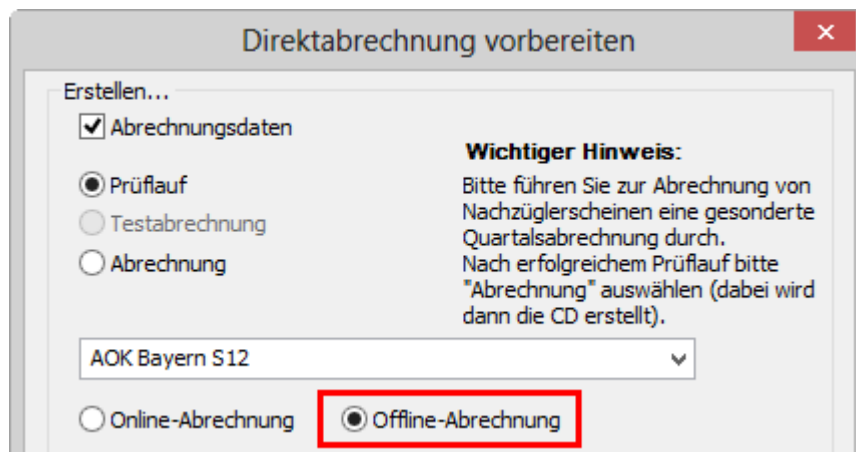 Direktabrechnung vorbereiten
Erstellen...
Abrechnungsdaten
Prüflauf
Testabrechnung
Abrechnung
Wichtiger Hinweis:
Bitte führen Sie zur Abrechnung von
Nachzüglerscheinen eine gesonderte
Quartalsabrechnung durch.
Nach erfolgreichem Prüflauf bitte
"Abrechnung" auswählen (dabei wird
dann die CD erstellt).
AOK Bayern S12
Online-Abrechnung
Offline-Abrechnung